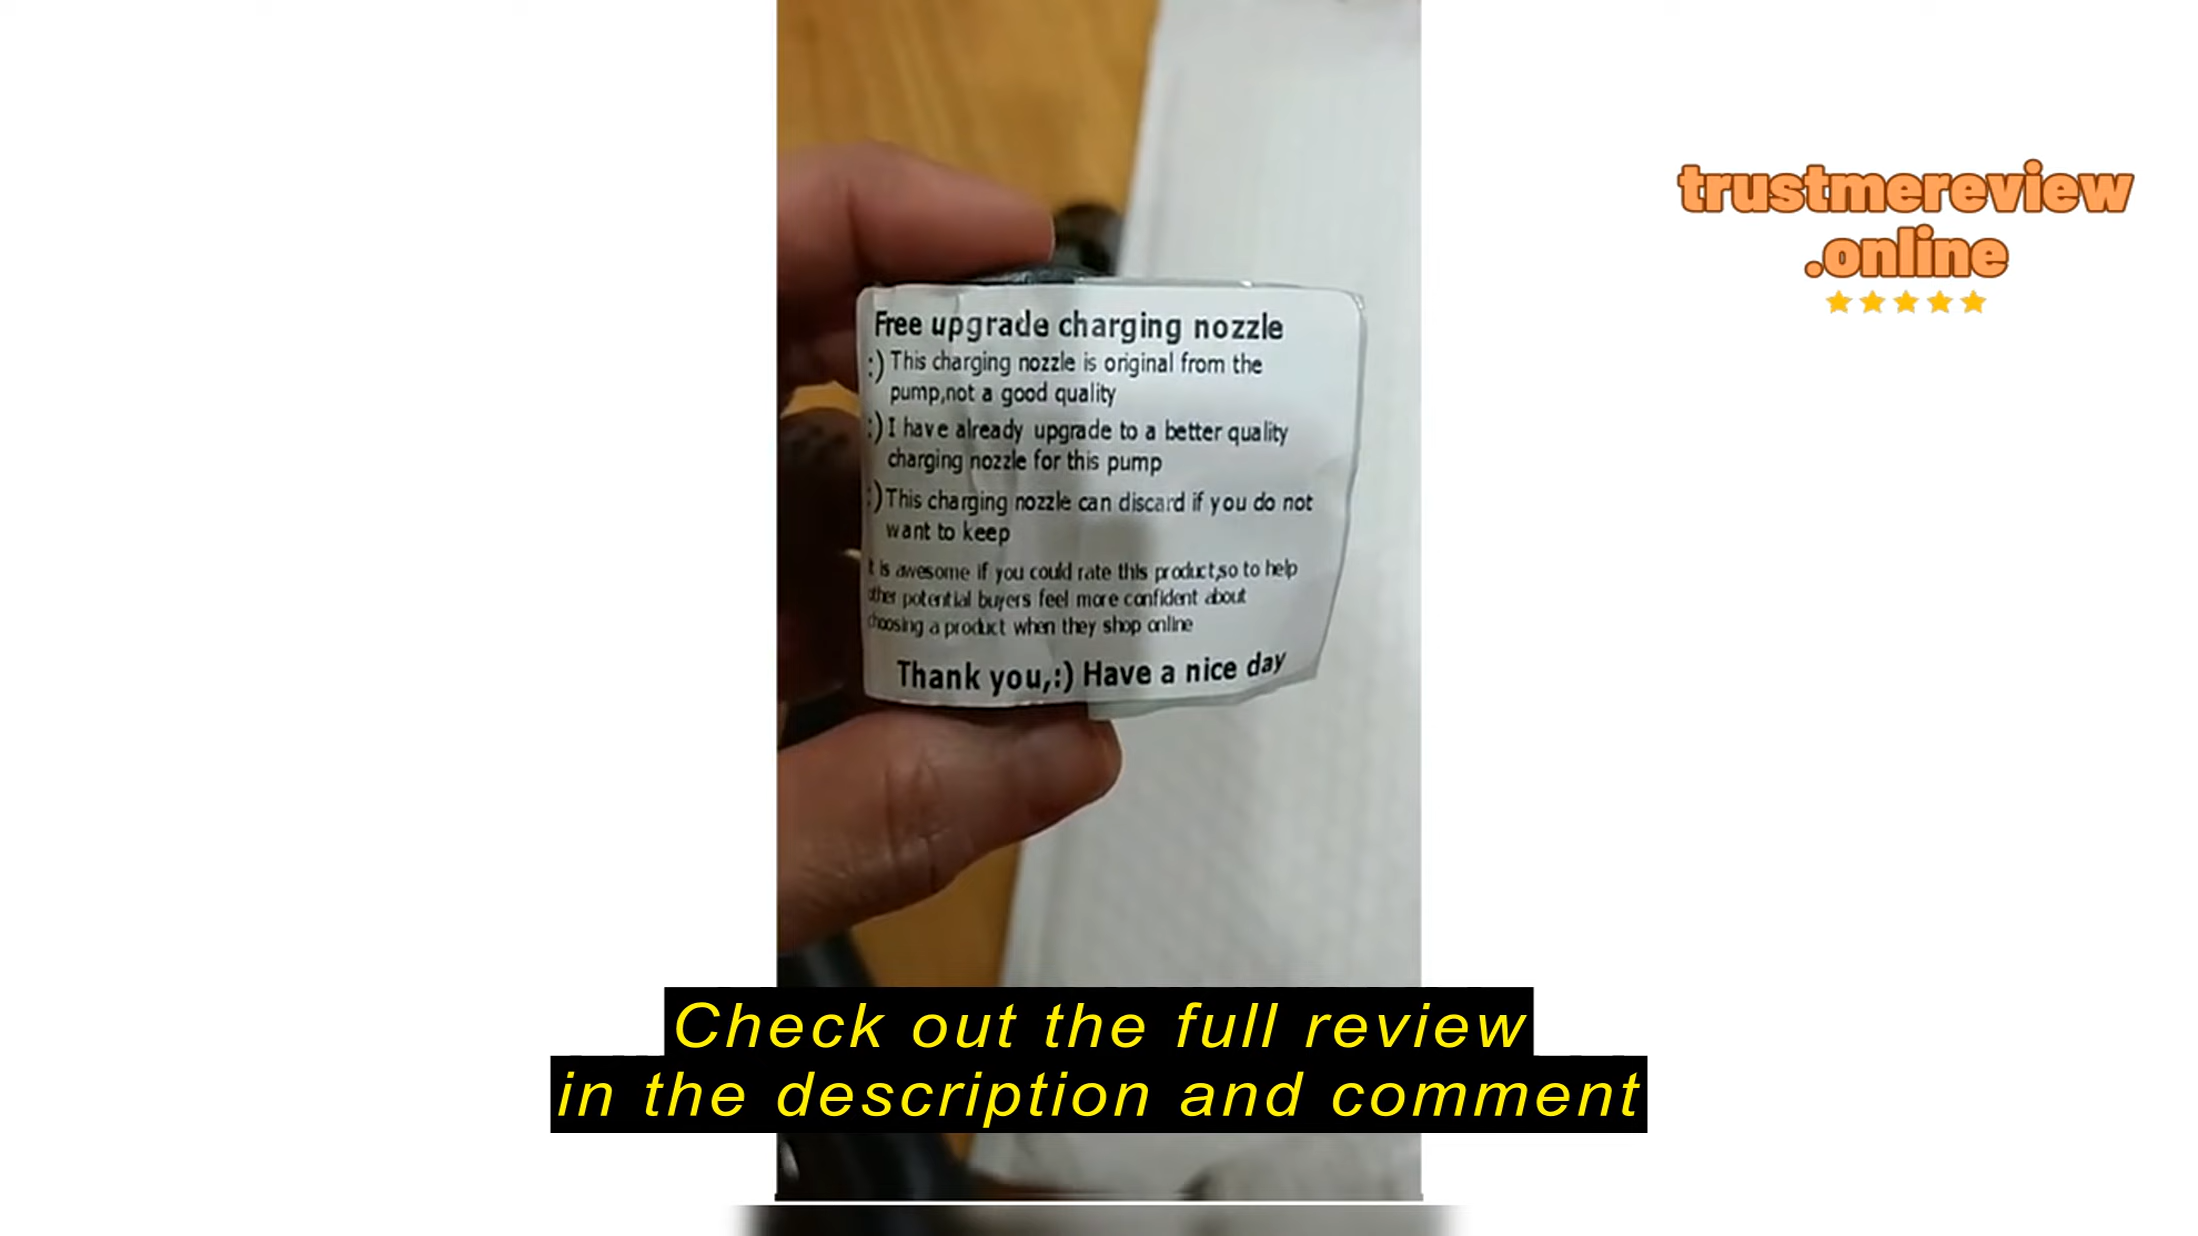 trustmereview
.online
Free upgrade charging nozzle
:) This charging nozzle is original from the
pump,not a good quality
:) I have already upgrade to a better quality
charging nozzle for this pump
:) This charging nozzle can discard if you do not
want to keep
It is awesome if you could rate this product,so to help
other potential buyers feel more confident about
choosing a product when they shop online
Thank you,:) Have a nice day
Check out the full review
in the description and comment